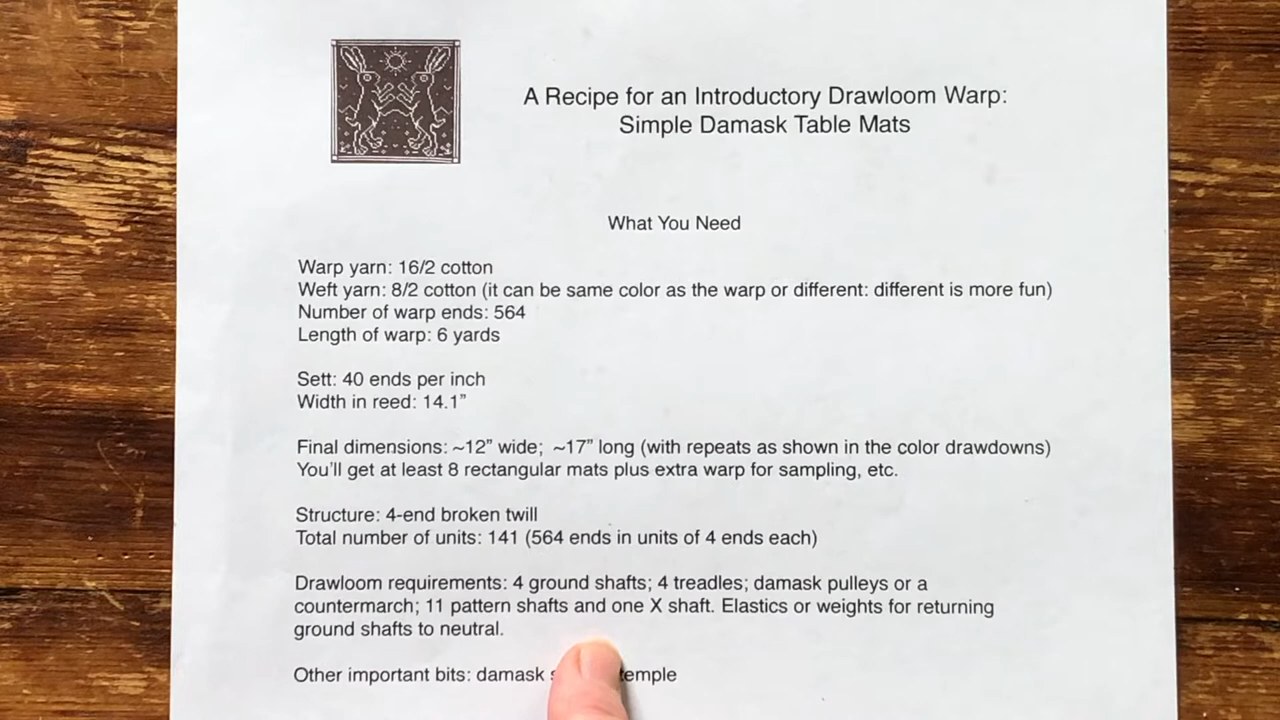 A Recipe for an Introductory Drawloom Warp:
Simple Damask Table Mats
What You Need
Warp yarn: 16/2 cotton
Weft yarn: 8/2 cotton (it can be same color as the warp or different: different is more fun)
Number of warp ends: 564
Length of warp: 6 yards
Sett: 40 ends per inch
Width in reed: 14.1”
Final dimensions: ~12” wide; ~17” long (with repeats as shown in the color drawdowns)
You’ll get at least 8 rectangular mats plus extra warp for sampling, etc.
Structure: 4-end broken twill
Total number of units: 141 (564 ends in units of 4 ends each)
Drawloom requirements: 4 ground shafts; 4 treadles; damask pulleys or a
countermarch; 11 pattern shafts and one X shaft. Elastics or weights for returning
ground shafts to neutral.
Other important bits: damask temple